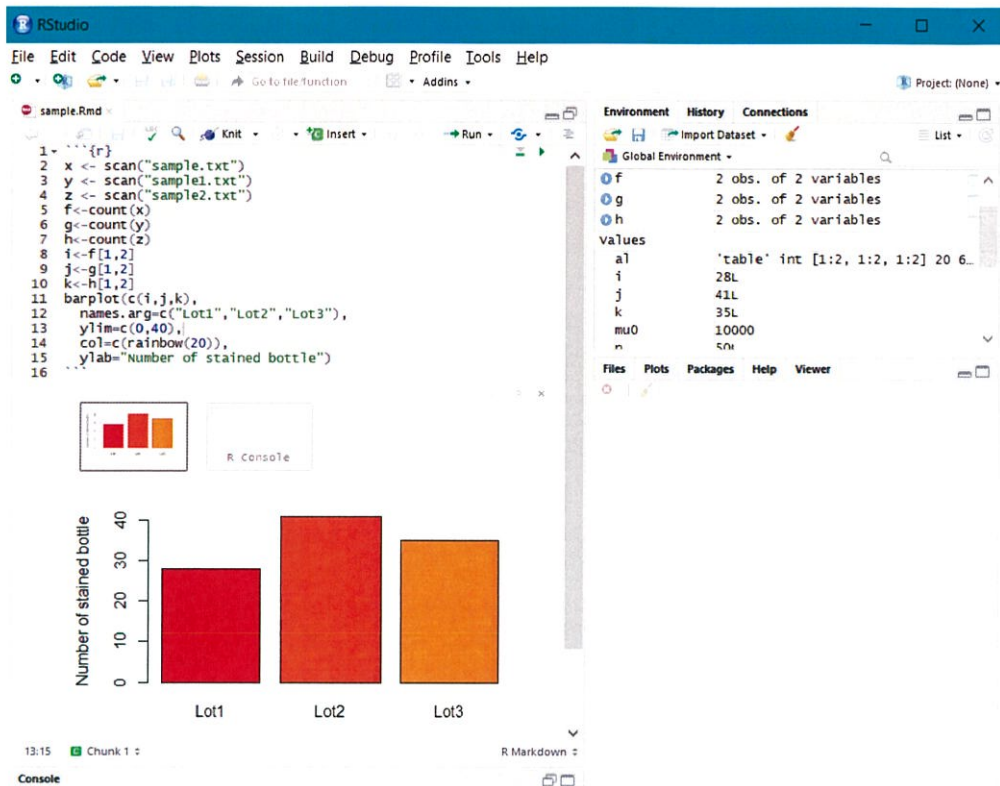 RStudio
File Edit Code View Plots Session Build Debug Profile Tools Help
Go to file/function Addins
Project: (None)
sample.Rmd
Knit Insert Run
1 ```{r}
2 x <- scan("sample.txt")
3 y <- scan("sample1.txt")
4 z <- scan("sample2.txt")
5 f<-count(x)
6 g<-count(y)
7 h<-count(z)
8 i<-f[1,2]
9 j<-g[1,2]
10 k<-h[1,2]
11 barplot(c(i,j,k),
12 names.arg=c("Lot1","Lot2","Lot3"),
13 ylim=c(0,40),
14 col=c(rainbow(20)),
15 ylab="Number of stained bottle")
16 ```
R Console
Number of stained bottle
40
30
20
10
0
Lot1 Lot2 Lot3
13:15 Chunk 1 R Markdown
Console
Environment History Connections
Import Dataset List
Global Environment
f 2 obs. of 2 variables
g 2 obs. of 2 variables
h 2 obs. of 2 variables
Values
al 'table' int [1:2, 1:2, 1:2] 20 6…
i 28L
j 41L
k 35L
mu0 10000
n 50L
Files Plots Packages Help Viewer